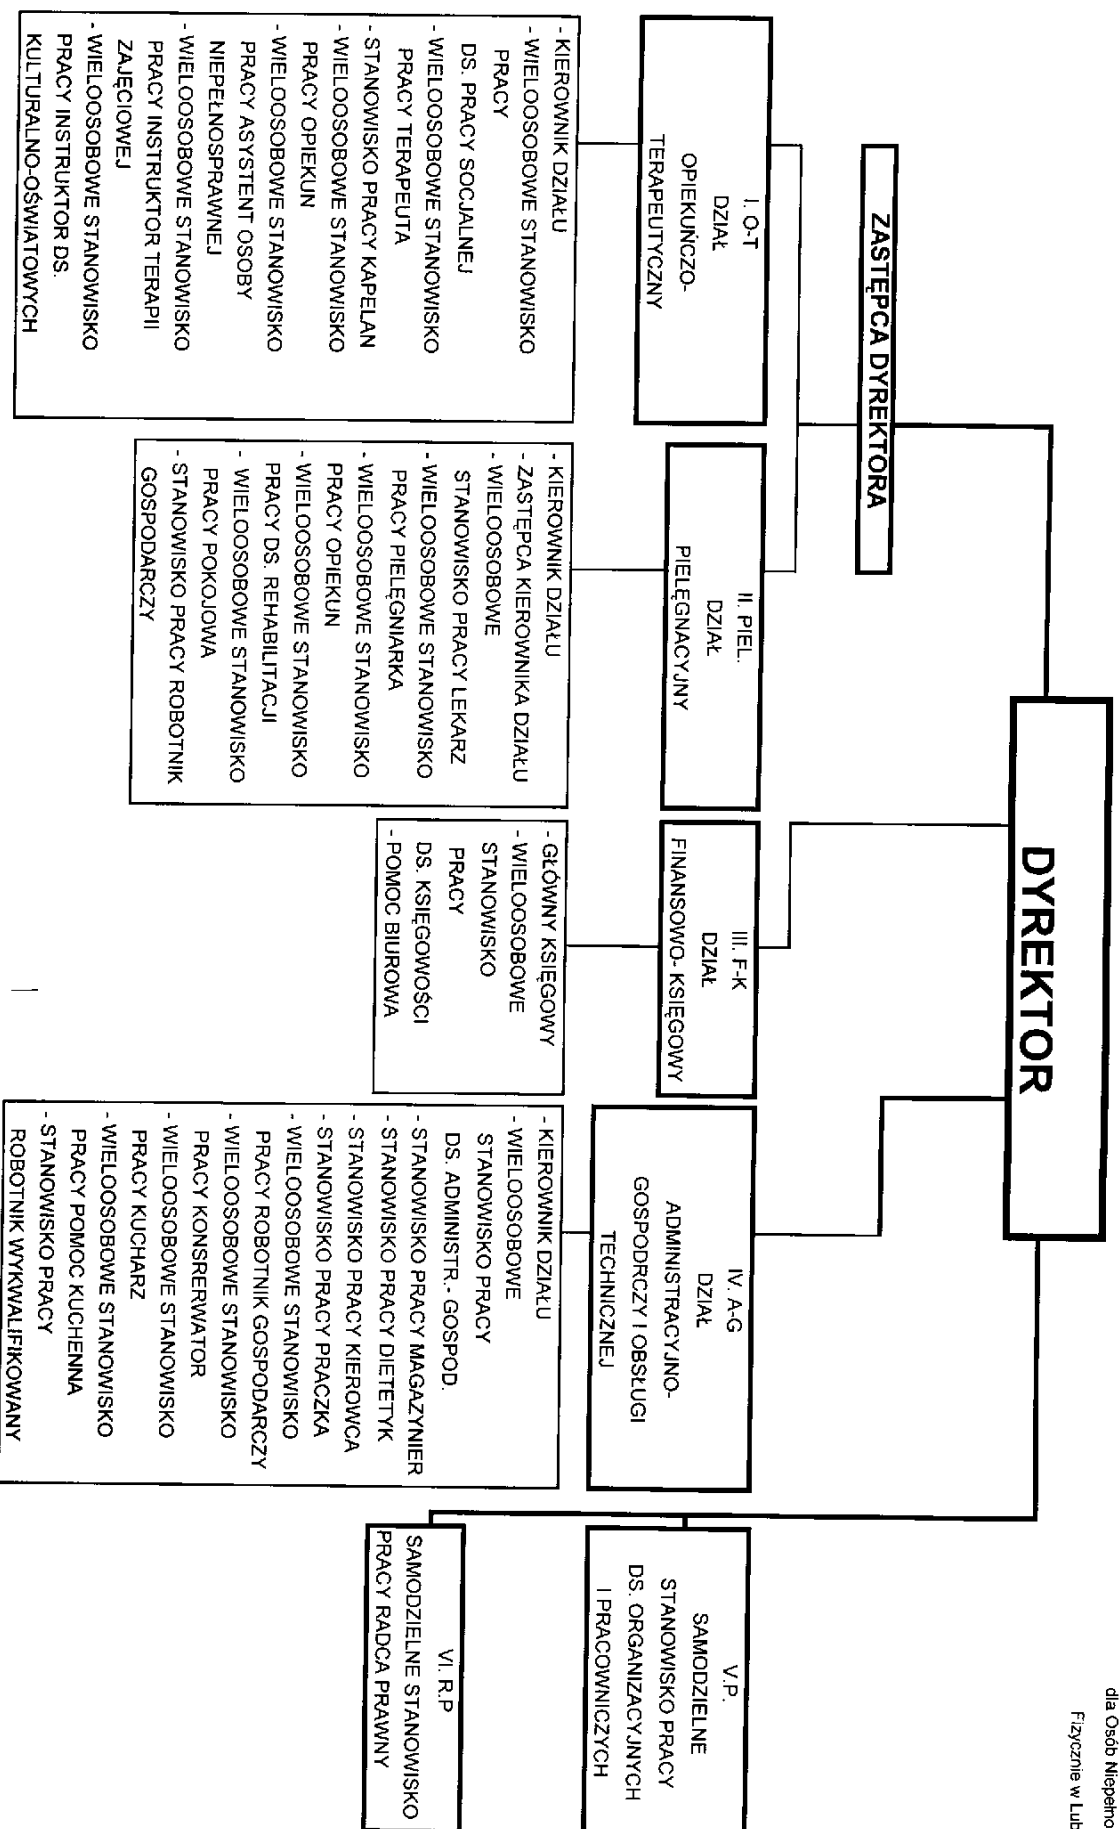 dla Osób Niepełno
Fizycznie w Lub
DYREKTOR
ZASTĘPCA DYREKTORA
I. O-T
DZIAŁ
OPIEKUŃCZO-
TERAPEUTYCZNY
- KIEROWNIK DZIAŁU
- WIELOOSOBOWE STANOWISKO
PRACY
DS. PRACY SOCJALNEJ
- WIELOOSOBOWE STANOWISKO
PRACY TERAPEUTA
- STANOWISKO PRACY KAPELAN
- WIELOOSOBOWE STANOWISKO
PRACY OPIEKUN
- WIELOOSOBOWE STANOWISKO
PRACY ASYSTENT OSOBY
NIEPEŁNOSPRAWNEJ
- WIELOOSOBOWE STANOWISKO
PRACY INSTRUKTOR TERAPII
ZAJĘCIOWEJ
- WIELOOSOBOWE STANOWISKO
PRACY INSTRUKTOR DS.
KULTURALNO-OŚWIATOWYCH
II. PIEL.
DZIAŁ
PIELĘGNACYJNY
- KIEROWNIK DZIAŁU
- ZASTĘPCA KIEROWNIKA DZIAŁU
- WIELOOSOBOWE
STANOWISKO PRACY LEKARZ
- WIELOOSOBOWE STANOWISKO
PRACY PIELĘGNIARKA
- WIELOOSOBOWE STANOWISKO
PRACY OPIEKUN
- WIELOOSOBOWE STANOWISKO
PRACY DS. REHABILITACJI
- WIELOOSOBOWE STANOWISKO
PRACY POKOJOWA
- STANOWISKO PRACY ROBOTNIK
GOSPODARCZY
III. F-K
DZIAŁ
FINANSOWO- KSIĘGOWY
- GŁÓWNY KSIĘGOWY
- WIELOOSOBOWE
STANOWISKO
PRACY
DS. KSIĘGOWOŚCI
- POMOC BIUROWA
IV. A-G
DZIAŁ
ADMINISTRACYJNO-
GOSPODRCZY I OBSŁUGI
TECHNICZNEJ
- KIEROWNIK DZIAŁU
- WIELOOSOBOWE
STANOWISKO PRACY
DS. ADMINISTR.- GOSPOD.
- STANOWISKO PRACY MAGAZYNIER
- STANOWISKO PRACY DIETETYK
- STANOWISKO PRACY KIEROWCA
- STANOWISKO PRACY PRACZKA
- WIELOOSOBOWE STANOWISKO
PRACY ROBOTNIK GOSPODARCZY
- WIELOOSOBOWE STANOWISKO
PRACY KONSRERWATOR
- WIELOOSOBOWE STANOWISKO
PRACY KUCHARZ
- WIELOOSOBOWE STANOWISKO
PRACY POMOC KUCHENNA
- STANOWISKO PRACY
ROBOTNIK WYKWALIFIKOWANY
V.P.
SAMODZIELNE
STANOWISKO PRACY
DS. ORGANIZACYJNYCH
I PRACOWNICZYCH
VI. R.P
SAMODZIELNE STANOWISKO
PRACY RADCA PRAWNY